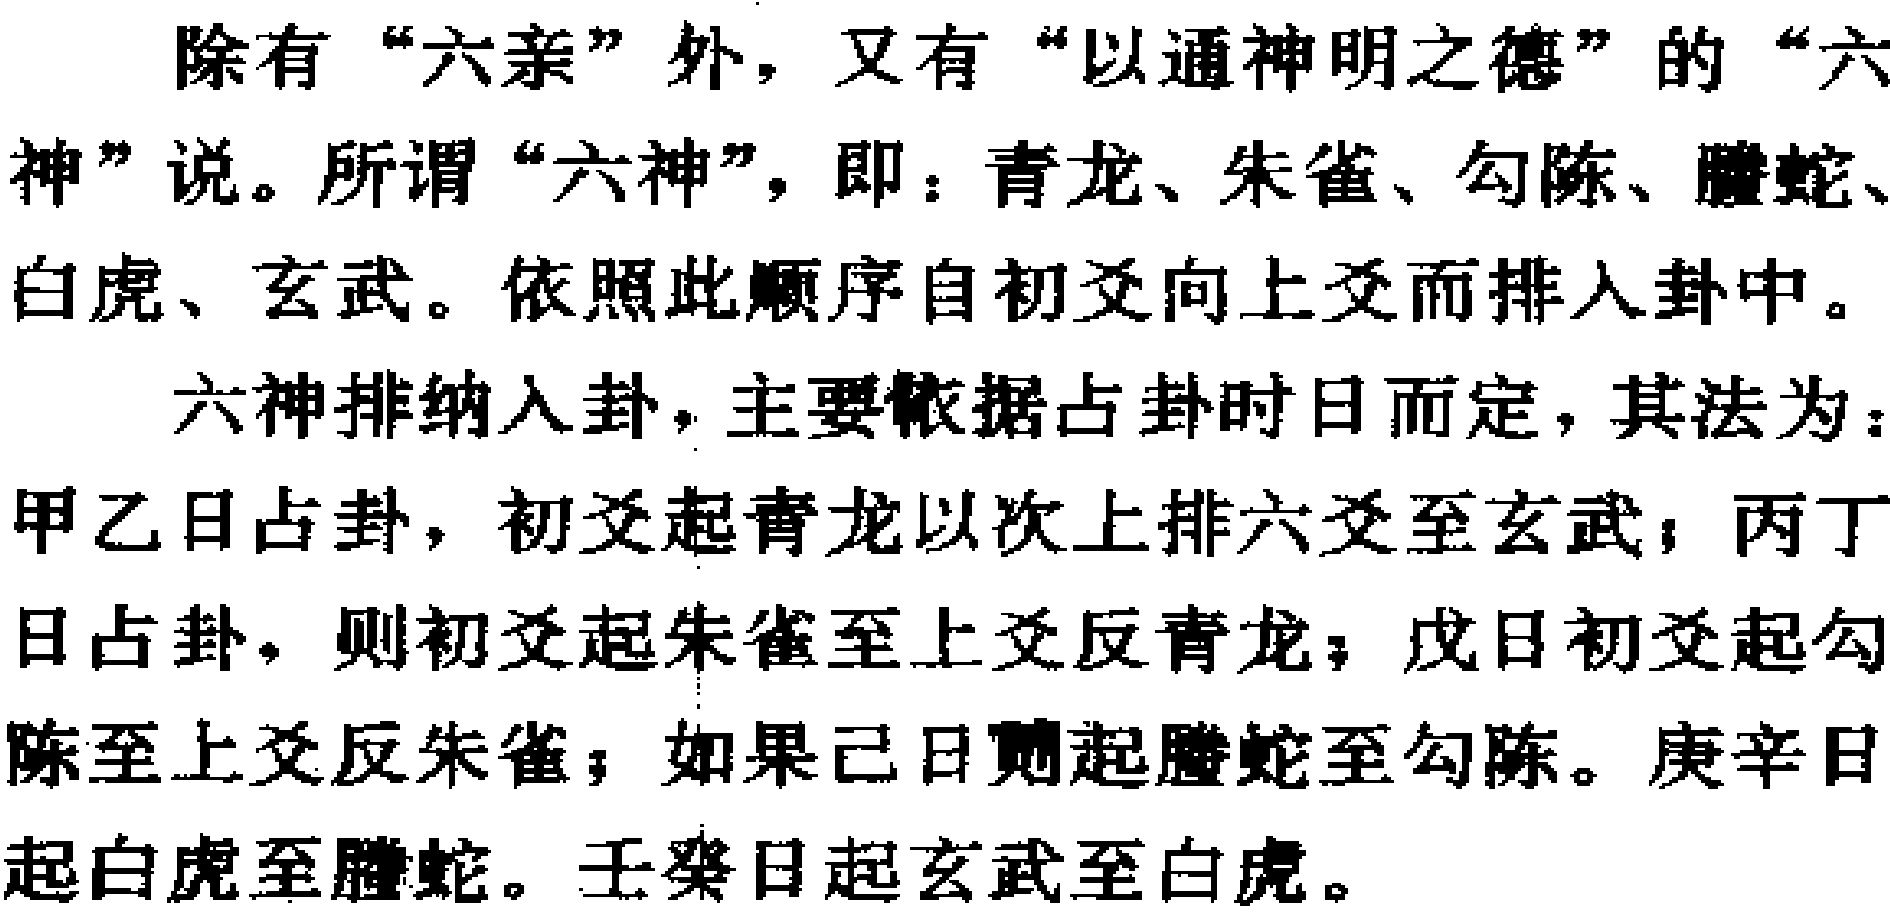 除有“六亲”外，又有“以通神明之德”的“六
神”说。所谓“六神”，即：青龙、朱雀、勾陈、螣蛇、
白虎、玄武。依照此顺序自初爻向上爻而排入卦中。
六神排纳入卦，主要依据占卦时日而定，其法为：
甲乙日占卦，初爻起青龙以次上排六爻至玄武；丙丁
日占卦，则初爻起朱雀至上爻反青龙；戊日初爻起勾
陈至上爻反朱雀；如果己日则起螣蛇至勾陈。庚辛日
起白虎至螣蛇。壬癸日起玄武至白虎。